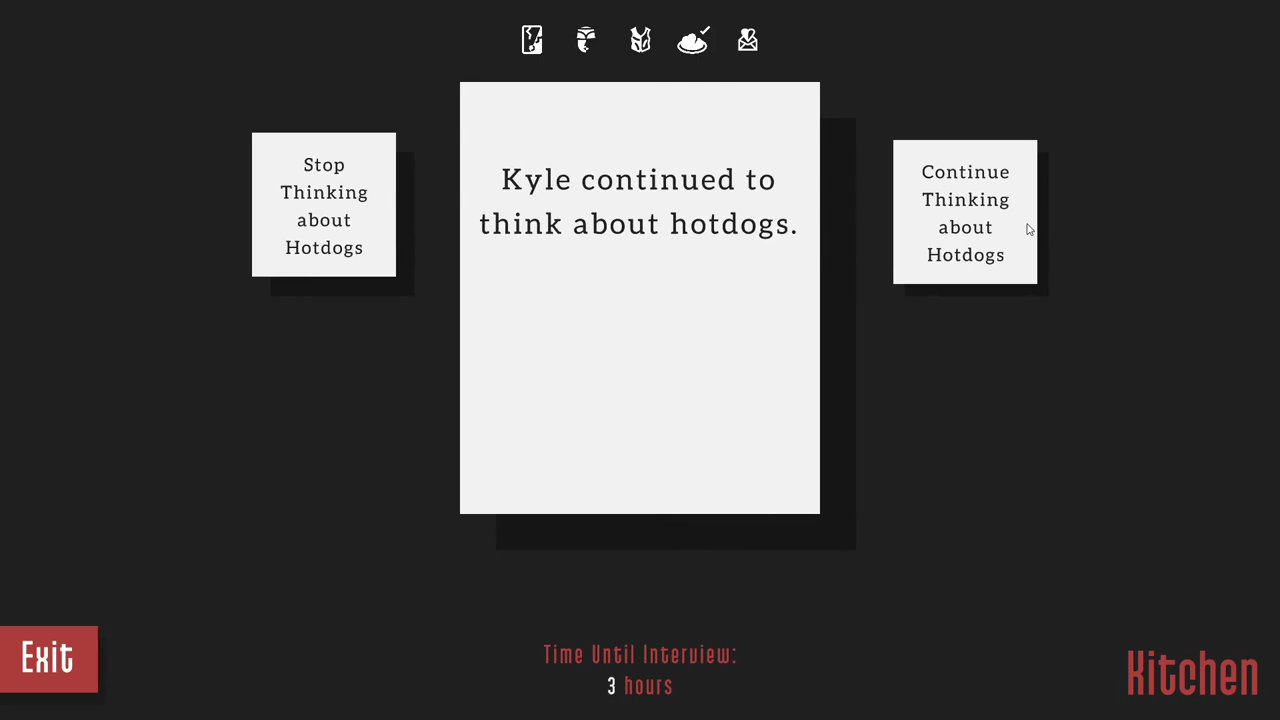 Kyle continued to
think about hotdogs.
Stop
Thinking
about
Hotdogs
Continue
Thinking
about
Hotdogs
Exit
Time Until Interview:
3 hours
Kitchen